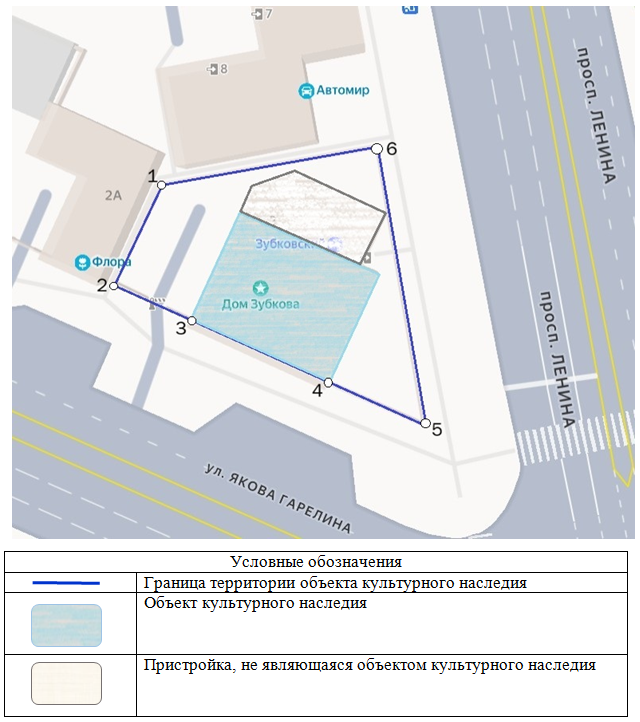 7
8
Автомир
просп. ЛЕНИНА
6
1
2А
Зубковск
Флора
2
Дом Зубкова
3
просп. ЛЕНИНА
4
5
ул. ЯКОВА ГАРЕЛИНА
Условные обозначения
Граница территории объекта культурного наследия
Объект культурного наследия
Пристройка, не являющаяся объектом культурного наследия